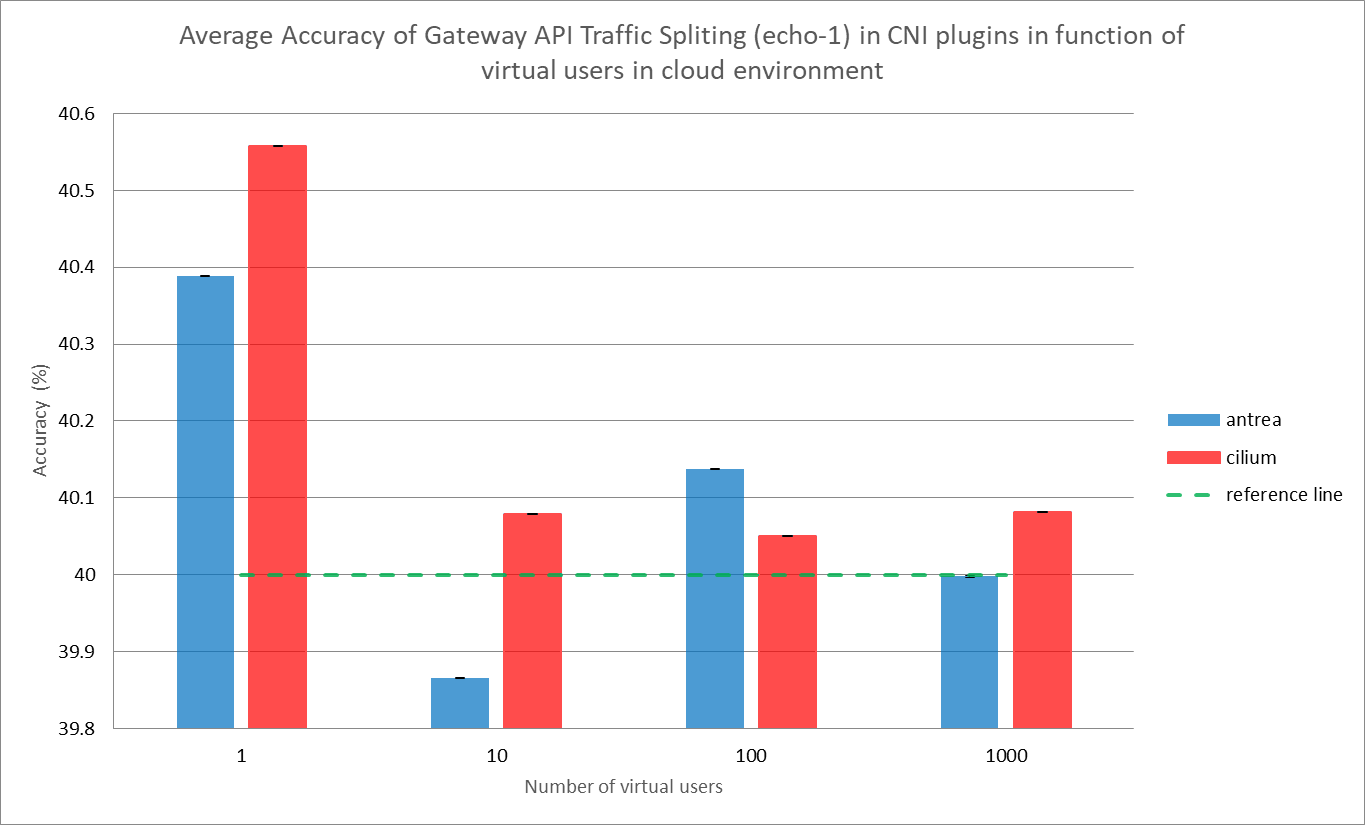 Average Accuracy of Gateway API Traffic Spliting (echo-1) in CNI plugins in function of
virtual users in cloud environment
40.6
40.5
40.4
40.3
40.2
40.1
40
39.9
39.8
Accuracy (%)
1
10
100
1000
Number of virtual users
antrea
cilium
reference line